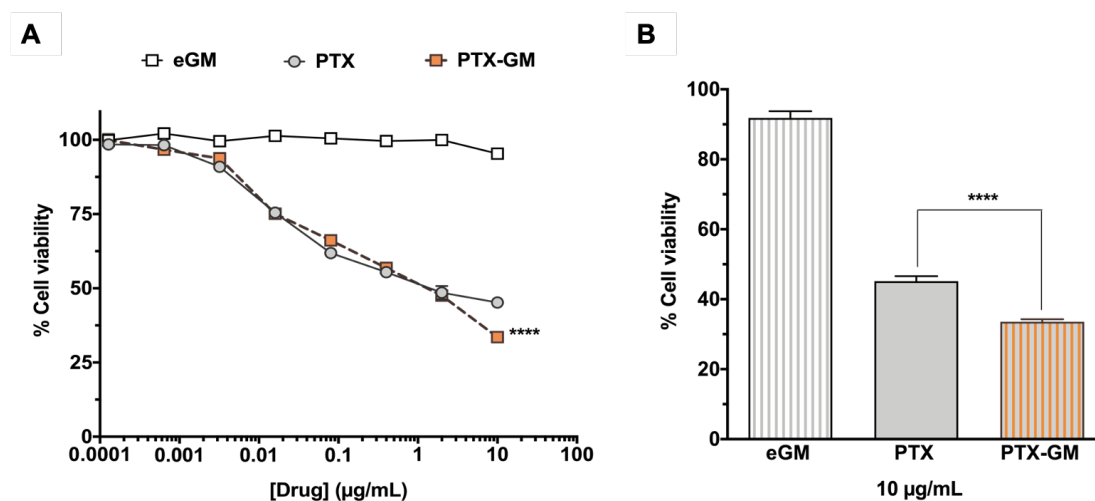 A
eGM PTX PTX-GM
% Cell viability
100
75
50
25
0
****
0.0001 0.001 0.01 0.1 1 10 100
[Drug] (µg/mL)
B
% Cell viability
100
80
60
40
20
0
****
eGM PTX PTX-GM
10 µg/mL